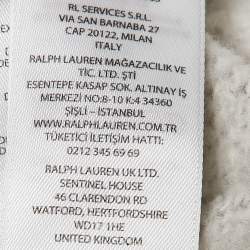 RL SERVICES S.R.L.
VIA SAN BARNABA 27
CAP 20122, MILAN
ITALY
RALPH LAUREN MAĞAZACILIK VE
TİC. LTD. ŞTİ
ESENTEPE KASAP SOK. ALTINAY İŞ
MERKEZİ NO:8-10 K:4 34360
ŞİŞLİ – İSTANBUL
WWW.RALPHLAUREN.COM.TR
TÜKETİCİ İLETİŞİM HATTI:
0212 345 69 69
RALPH LAUREN UK LTD.
SENTINEL HOUSE
46 CLARENDON RD
WATFORD, HERTFORDSHIRE
WD17 1HE
UNITED KINGDOM